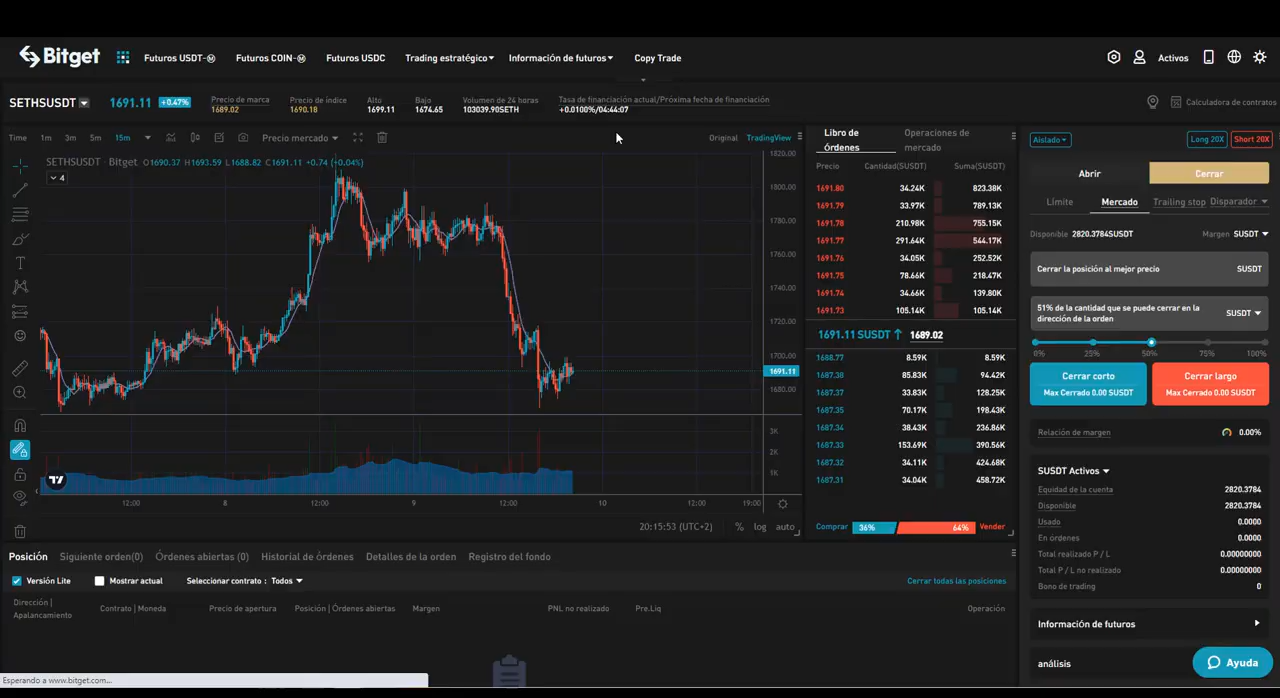 Bitget
Futuros USDT-Ⓜ Futuros COIN-Ⓜ Futuros USDC Trading estratégico Información de futuros Copy Trade Activos
SETHSUSDT 1691.11 +0.47%
Precio de marca 1689.02
Precio de índice 1690.18
Alto 1699.11
Bajo 1674.65
Volumen de 24 horas 103039.90SETH
Tasa de financiación actual/Próxima fecha de financiación
+0.0100%/04:44:07
Calculadora de contratos
Time 1m 3m 5m 15m Precio mercado Original TradingView
SETHSUSDT Bitget O1690.37 H1693.59 L1688.82 C1691.11 +0.74 (+0.04%)
4
1820.00
1800.00
1780.00
1760.00
1740.00
1720.00
1700.00
1691.11
1680.00
3K
2K
1K
12:00 8 12:00 9 12:00 10 12:00 19:00
20:15:53 (UTC+2) % log auto
Libro de órdenes
Operaciones de mercado
Precio Cantidad(SUSDT) Suma(SUSDT)
1691.80 34.24K 823.38K
1691.79 33.97K 789.13K
1691.78 210.98K 755.15K
1691.77 291.64K 544.17K
1691.76 34.05K 252.52K
1691.75 78.66K 218.47K
1691.74 34.66K 139.80K
1691.73 105.14K 105.14K
1691.11 SUSDT ↑ 1689.02
1688.77 8.59K 8.59K
1687.38 85.83K 94.42K
1687.37 33.83K 128.25K
1687.35 70.17K 198.43K
1687.34 38.43K 236.86K
1687.33 153.69K 390.56K
1687.32 34.11K 424.68K
1687.31 34.04K 458.72K
Comprar 36% 64% Vender
Aislado Long 20X Short 20X
Abrir Cerrar
Límite Mercado Trailing stop Disparador
Disponible 2820.3784SUSDT Margen SUSDT
Cerrar la posición al mejor precio SUSDT
51% de la cantidad que se puede cerrar en la
dirección de la orden
SUSDT
0% 25% 50% 75% 100%
Cerrar corto
Max Cerrado 0.00 SUSDT
Cerrar largo
Max Cerrado 0.00 SUSDT
Relación de margen 0.00%
SUSDT Activos
Equidad de la cuenta 2820.3784
Disponible 2820.3784
Usado 0.0000
En órdenes 0.0000
Total realizado P / L 0.00000000
Total P / L no realizado 0.00000000
Bono de trading 0
Información de futuros
análisis
Ayuda
Posición Siguiente orden(0) Órdenes abiertas (0) Historial de órdenes Detalles de la orden Registro del fondo
Versión Lite Mostrar actual Seleccionar contrato : Todos Cerrar todas las posiciones
Dirección |
Apalancamiento
Contrato | Moneda Precio de apertura Posición | Órdenes abiertas Margen PNL no realizado Pre.Liq Operación
Esperando a www.bitget.com...